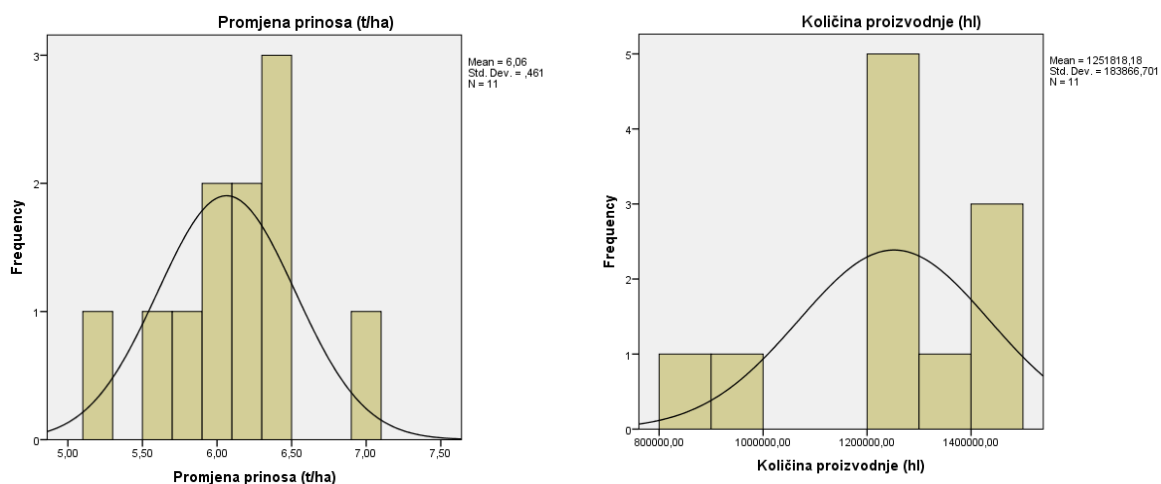 Promjena prinosa (t/ha)
Mean = 6,06
Std. Dev. = ,461
N = 11
Frequency
3
2
1
0
5,00 5,50 6,00 6,50 7,00 7,50
Promjena prinosa (t/ha)
Količina proizvodnje (hl)
Mean = 1251818,18
Std. Dev. = 183866,701
N = 11
Frequency
5
4
3
2
1
0
800000,00 1000000,00 1200000,00 1400000,00
Količina proizvodnje (hl)